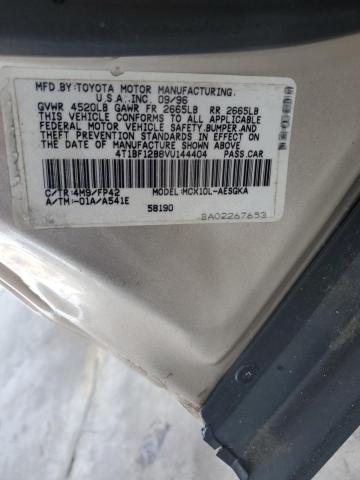 MFD.BY:TOYOTA MOTOR MANUFACTURING,
U.S.A.,INC. 09/96
GVWR 4520LB GAWR FR 2665LB RR 2665LB
THIS VEHICLE CONFORMS TO ALL APPLICABLE
FEDERAL MOTOR VEHICLE SAFETY,BUMPER,AND
THEFT PREVENTION STANDARDS IN EFFECT ON
THE DATE OF MANUFACTURE SHOWN ABOVE.
4T1BF12B8VU144404 PASS.CAR
C/TR:4M9/FP42 MODEL:MCX10L-AESGKA
A/TM:-01A/A541E
58190
BA02267653